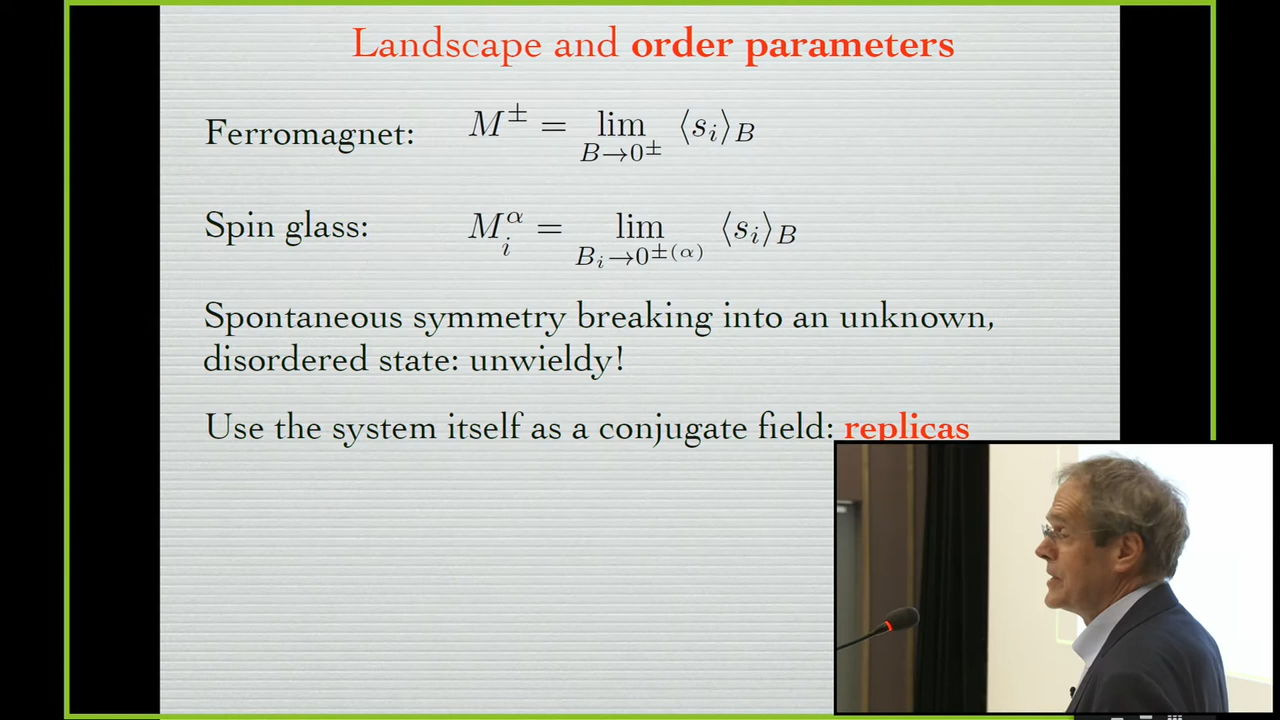 Landscape and order parameters
Ferromagnet: M^± = lim_{B→0^±} ⟨s_i⟩_B
Spin glass: M_i^α = lim_{B_i→0^{±(α)}} ⟨s_i⟩_B
Spontaneous symmetry breaking into an unknown,
disordered state: unwieldy!
Use the system itself as a conjugate field: replicas